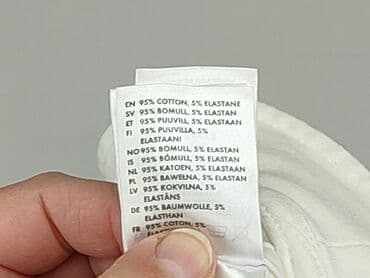 EN 95% COTTON, 5% ELASTANE
SV 95% BOMULL, 5% ELASTAN
ET 95% PUUVILL, 5% ELASTAAN
FI 95% PUUVILLA, 5%
ELASTAANI
NO 95% BOMULL, 5% ELASTAN
IS 95% BÓMULL, 5% ELASTAN
NL 95% KATOEN, 5% ELASTAAN
PL 95% BAWEŁNA, 5% ELASTAN
LV 95% KOKVILNA, 5%
ELASTĀNS
DE 95% BAUMWOLLE, 5%
ELASTHAN
FR 95% COTON, 5%